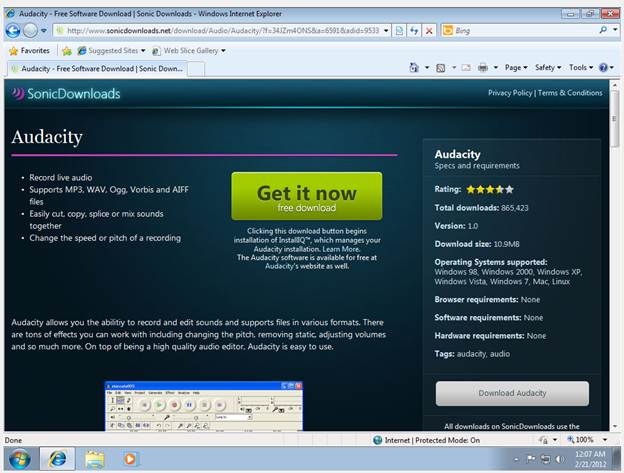 Audacity - Free Software Download | Sonic Downloads - Windows Internet Explorer
http://www.sonicdownloads.net/download/Audio/Audacity/?f=34JZm4ONS&a=6591&adid=9533
Bing
Favorites
Suggested Sites
Web Slice Gallery
Audacity - Free Software Download | Sonic Down...
Page
Safety
Tools
SonicDownloads
Privacy Policy | Terms & Conditions
Audacity
• Record live audio
• Supports MP3, WAV, Ogg, Vorbis and AIFF
files
• Easily cut, copy, splice or mix sounds
together
• Change the speed or pitch of a recording
Get it now
free download
Clicking this download button begins
installation of InstallIQ™, which manages your
Audacity installation. Learn More.
The Audacity software is available for free at
Audacity's website as well.
Audacity allows you the abiltiy to record and edit sounds and supports files in various formats. There
are tons of effects you can work with including changing the pitch, removing static, adjusting volumes
and so much more. On top of being a high quality audio editor. Audacity is easy to use.
File Edit View Project Generate Effect Analyze Help
Audacity
Specs and requirements
Rating:
Total downloads: 865,423
Version: 1.0
Download size: 10.9MB
Operating Systems supported:
Windows 98, Windows 2000, Windows XP,
Windows Vista, Windows 7, Mac, Linux
Browser requirements: None
Software requirements: None
Hardware requirements: None
Tags: audacity, audio
Download Audacity
All downloads on SonicDownloads use the
Done
Internet | Protected Mode: On
100%
12:07 AM
2/21/2012